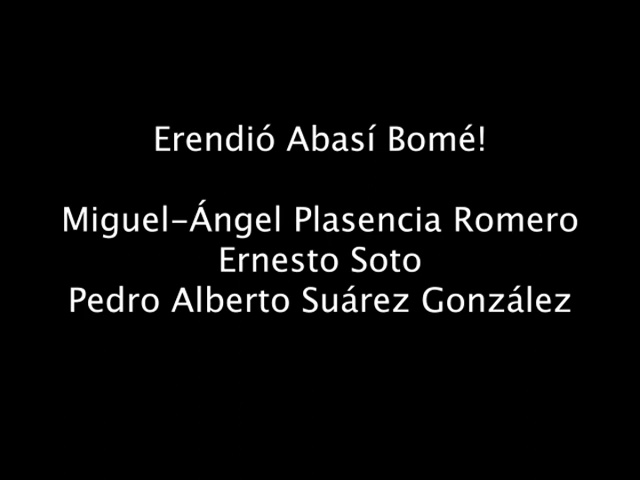 Erendió Abasí Bomé!
Miguel-Ángel Plasencia Romero
Ernesto Soto
Pedro Alberto Suárez González